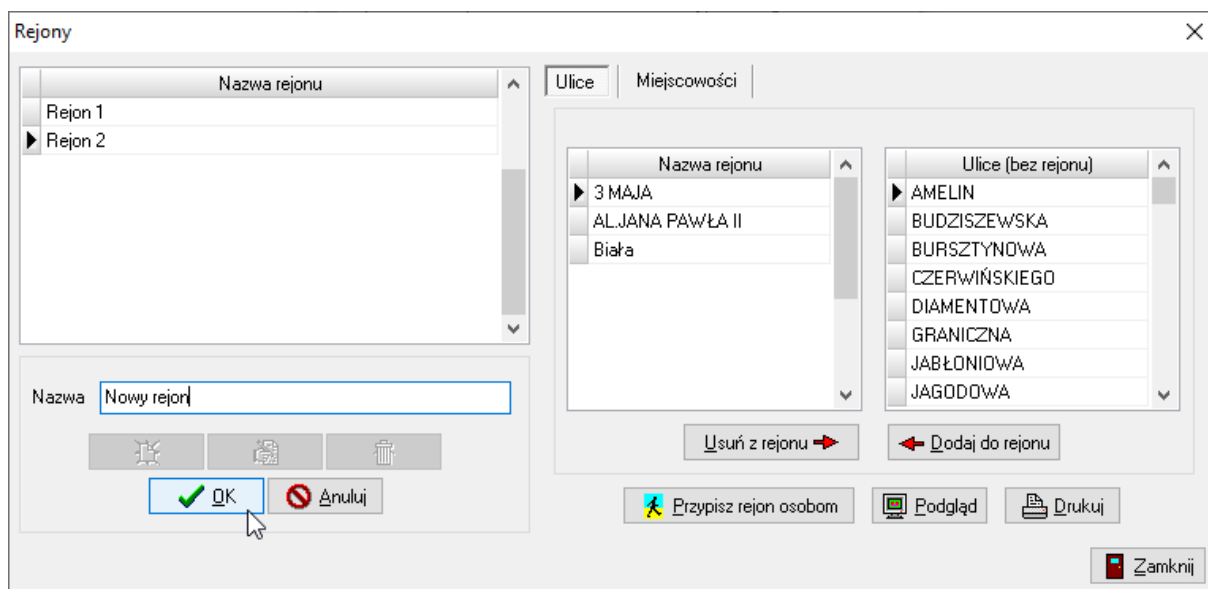 Rejony
Nazwa rejonu
Rejon 1
Rejon 2
Nazwa Nowy rejon
OK Anuluj
Ulice Miejscowości
Nazwa rejonu
3 MAJA
AL.JANA PAWŁA II
Biała
Ulice (bez rejonu)
AMELIN
BUDZISZEWSKA
BURSZTYNOWA
CZERWIŃSKIEGO
DIAMENTOWA
GRANICZNA
JABŁONIOWA
JAGODOWA
Usuń z rejonu Dodaj do rejonu
Przypisz rejon osobom Podgląd Drukuj
Zamknij